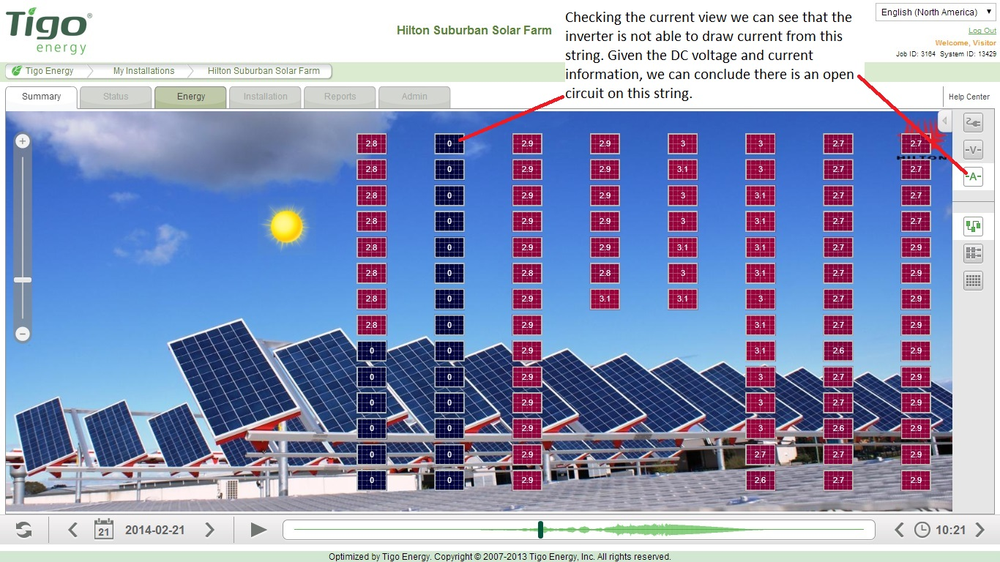 Tigo®
energy
Hilton Suburban Solar Farm
Checking the current view we can see that the
inverter is not able to draw current from this
string. Given the DC voltage and current
information, we can conclude there is an open
circuit on this string.
English (North America) ▼
Log Out
Welcome, Visitor
Job ID: 3164 System ID: 13429
Tigo Energy My Installations Hilton Suburban Solar Farm
Summary Status Energy Installation Reports Admin
Help Center
2.8 0 2.9 2.9 3 3 2.7 2.7
-V-
HILTON
2.8 0 2.9 2.9 3.1 3 2.7 2.7
-A-
2.8 0 2.9 2.9 3 3.1 2.7 2.7
2.8 0 2.9 2.9 3 3.1 2.7 2.7
2.8 0 2.9 2.9 3.1 3.1 2.7 2.9
2.8 0 2.9 2.8 3 3.1 2.7 2.9
2.8 0 2.9 3.1 3.1 3 2.7 2.9
2.8 0 2.9 3.1 2.7 2.9
0 0 2.9 3.1 2.6 2.9
0 0 2.9 3 2.7 2.9
0 0 2.9 3 2.7 2.9
0 0 2.9 3 2.6 2.9
0 0 2.9 2.7 2.7 2.9
0 0 2.9 2.6 2.7 2.9
21 2014-02-21 10:21
Optimized by Tigo Energy. Copyright © 2007-2013 Tigo Energy, Inc. All rights reserved.